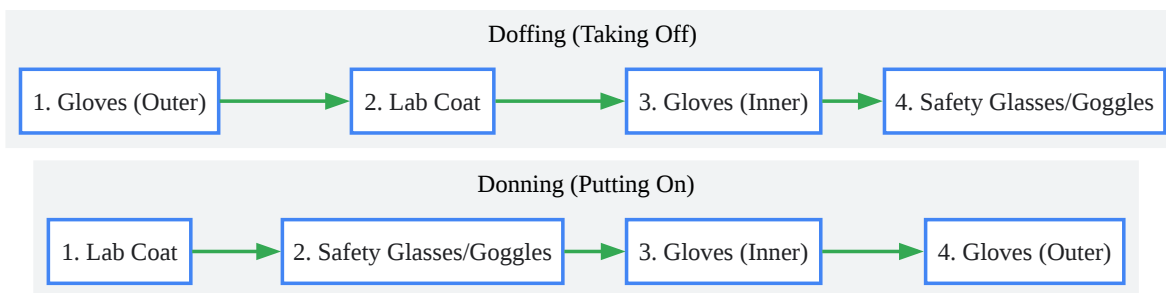 Doffing (Taking Off)
1. Gloves (Outer)
2. Lab Coat
3. Gloves (Inner)
4. Safety Glasses/Goggles
Donning (Putting On)
1. Lab Coat
2. Safety Glasses/Goggles
3. Gloves (Inner)
4. Gloves (Outer)